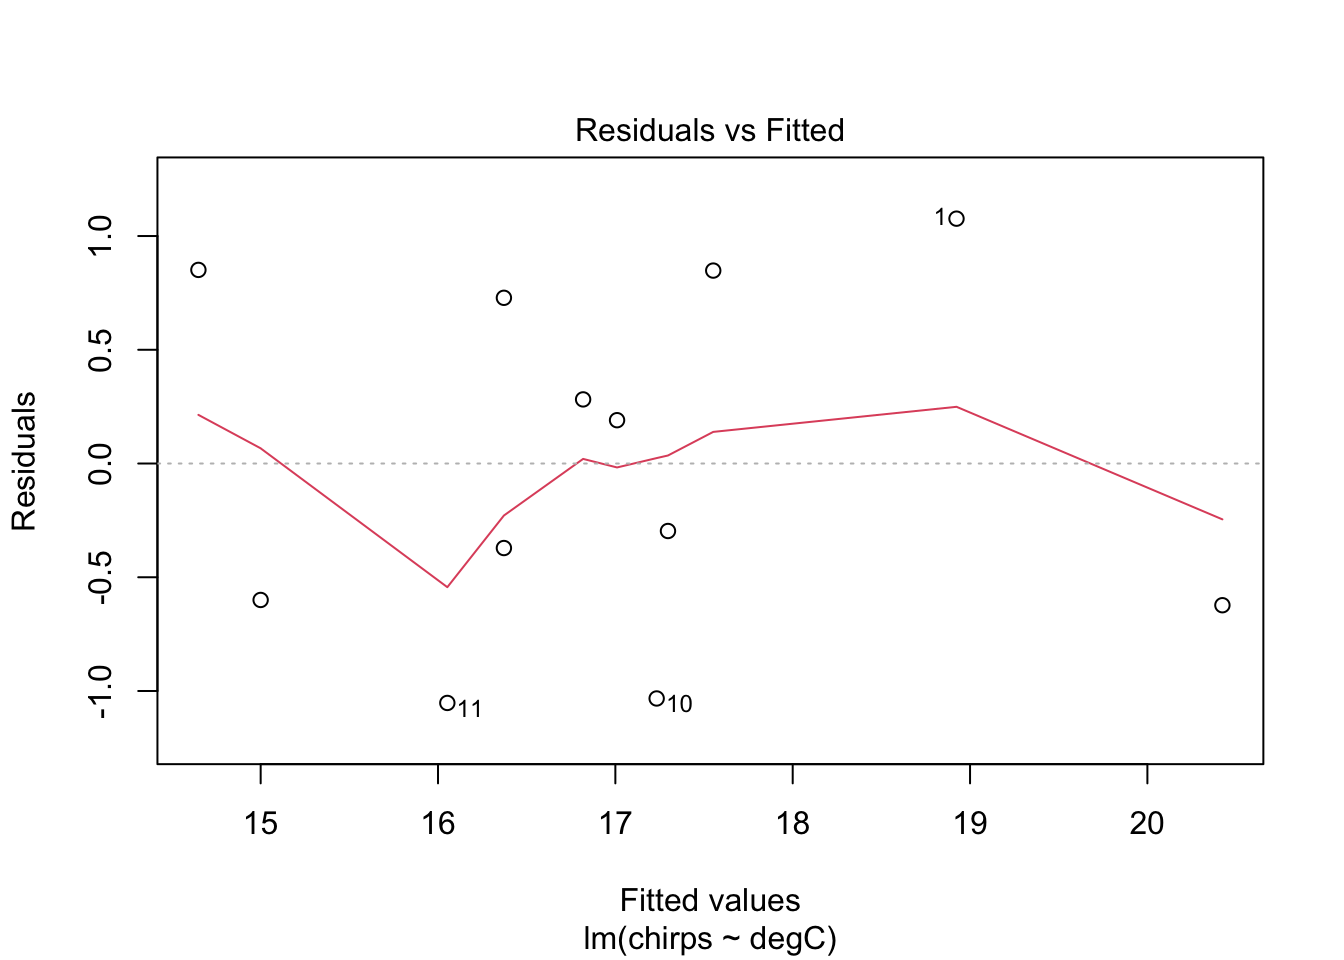 Residuals vs Fitted
Residuals
1.0
0.5
0.0
-0.5
-1.0
1
11
10
15 16 17 18 19 20
Fitted values
lm(chirps ~ degC)